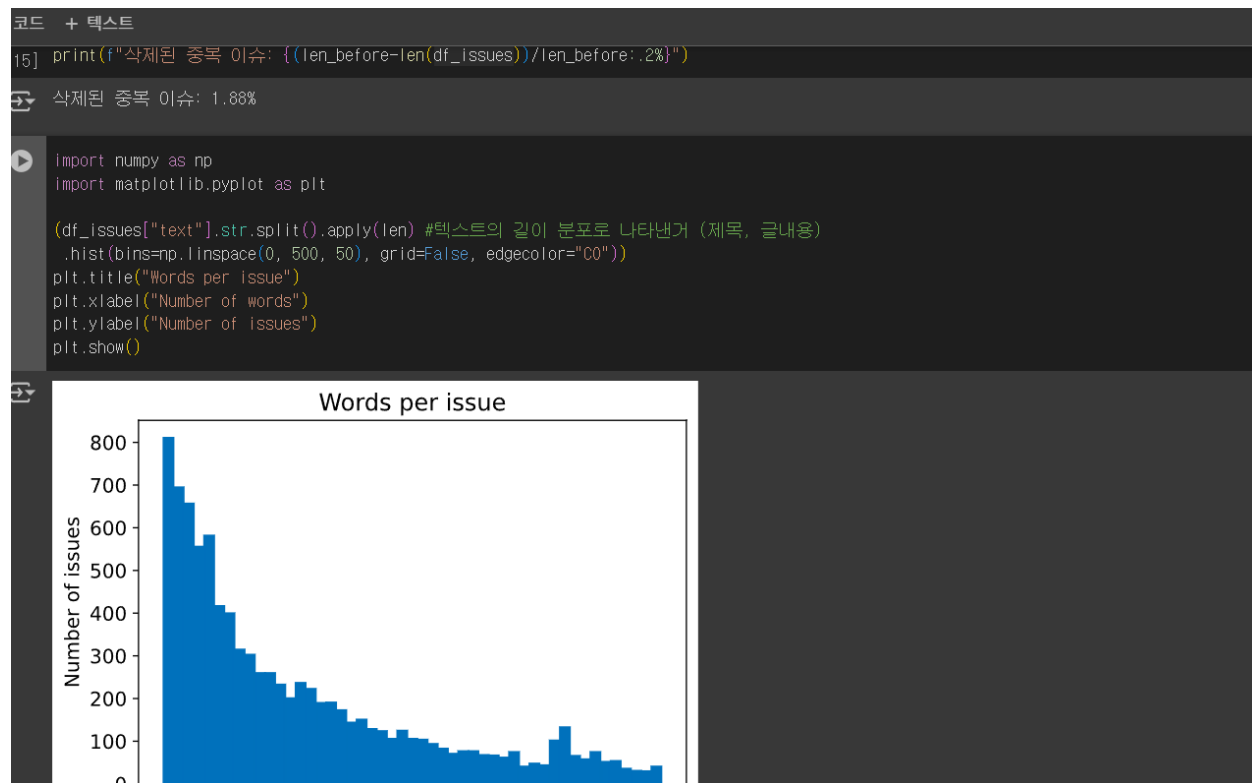 코드 + 텍스트
15] print(f"삭제된 중복 이슈: {(len_before-len(df_issues))/len_before:.2%}")
삭제된 중복 이슈: 1.88%
import numpy as np
import matplotlib.pyplot as plt
(df_issues["text"].str.split().apply(len) #텍스트의 길이 분포로 나타낸거 (제목, 글내용)
.hist(bins=np.linspace(0, 500, 50), grid=False, edgecolor="C0"))
plt.title("Words per issue")
plt.xlabel("Number of words")
plt.ylabel("Number of issues")
plt.show()
Words per issue
Number of issues
800
700
600
500
400
300
200
100
0